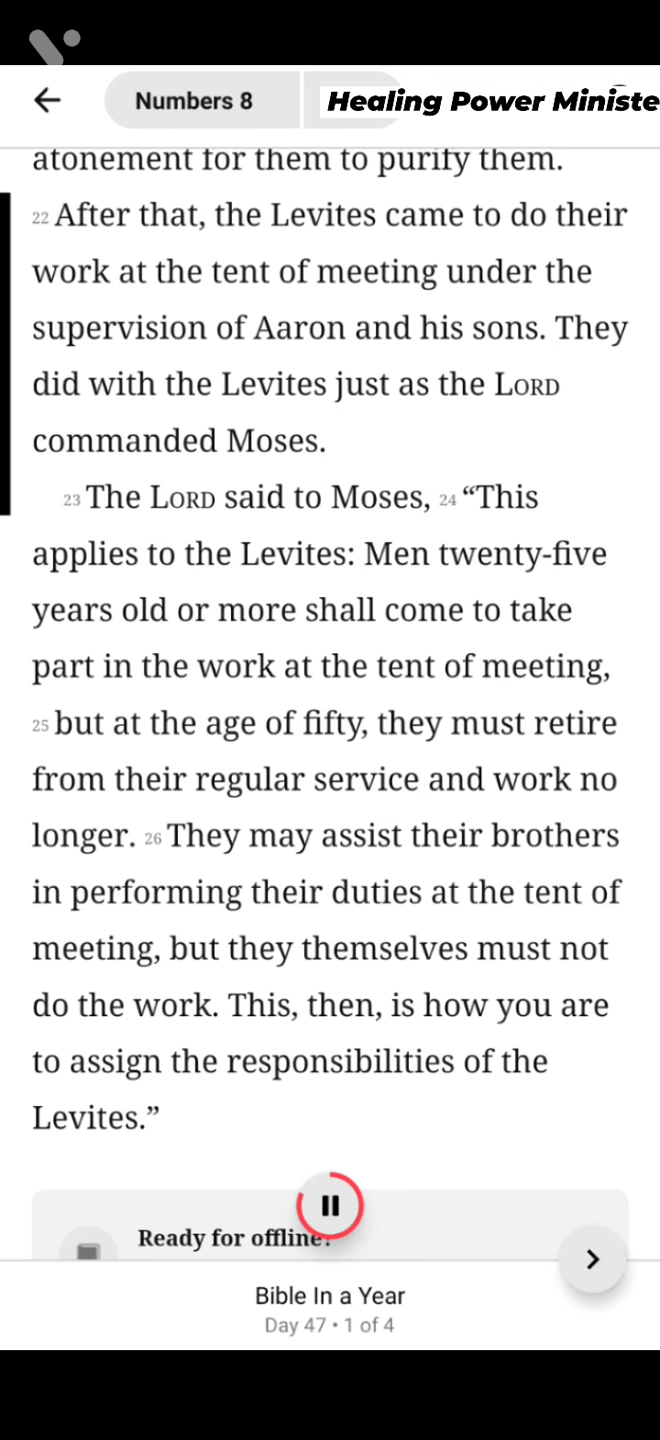 Numbers 8
Healing Power Ministe
atonement for them to purify them.
22 After that, the Levites came to do their
work at the tent of meeting under the
supervision of Aaron and his sons. They
did with the Levites just as the LORD
commanded Moses.
23 The LORD said to Moses, 24 “This
applies to the Levites: Men twenty-five
years old or more shall come to take
part in the work at the tent of meeting,
25 but at the age of fifty, they must retire
from their regular service and work no
longer. 26 They may assist their brothers
in performing their duties at the tent of
meeting, but they themselves must not
do the work. This, then, is how you are
to assign the responsibilities of the
Levites.”
Ready for offline?
Bible In a Year
Day 47 • 1 of 4